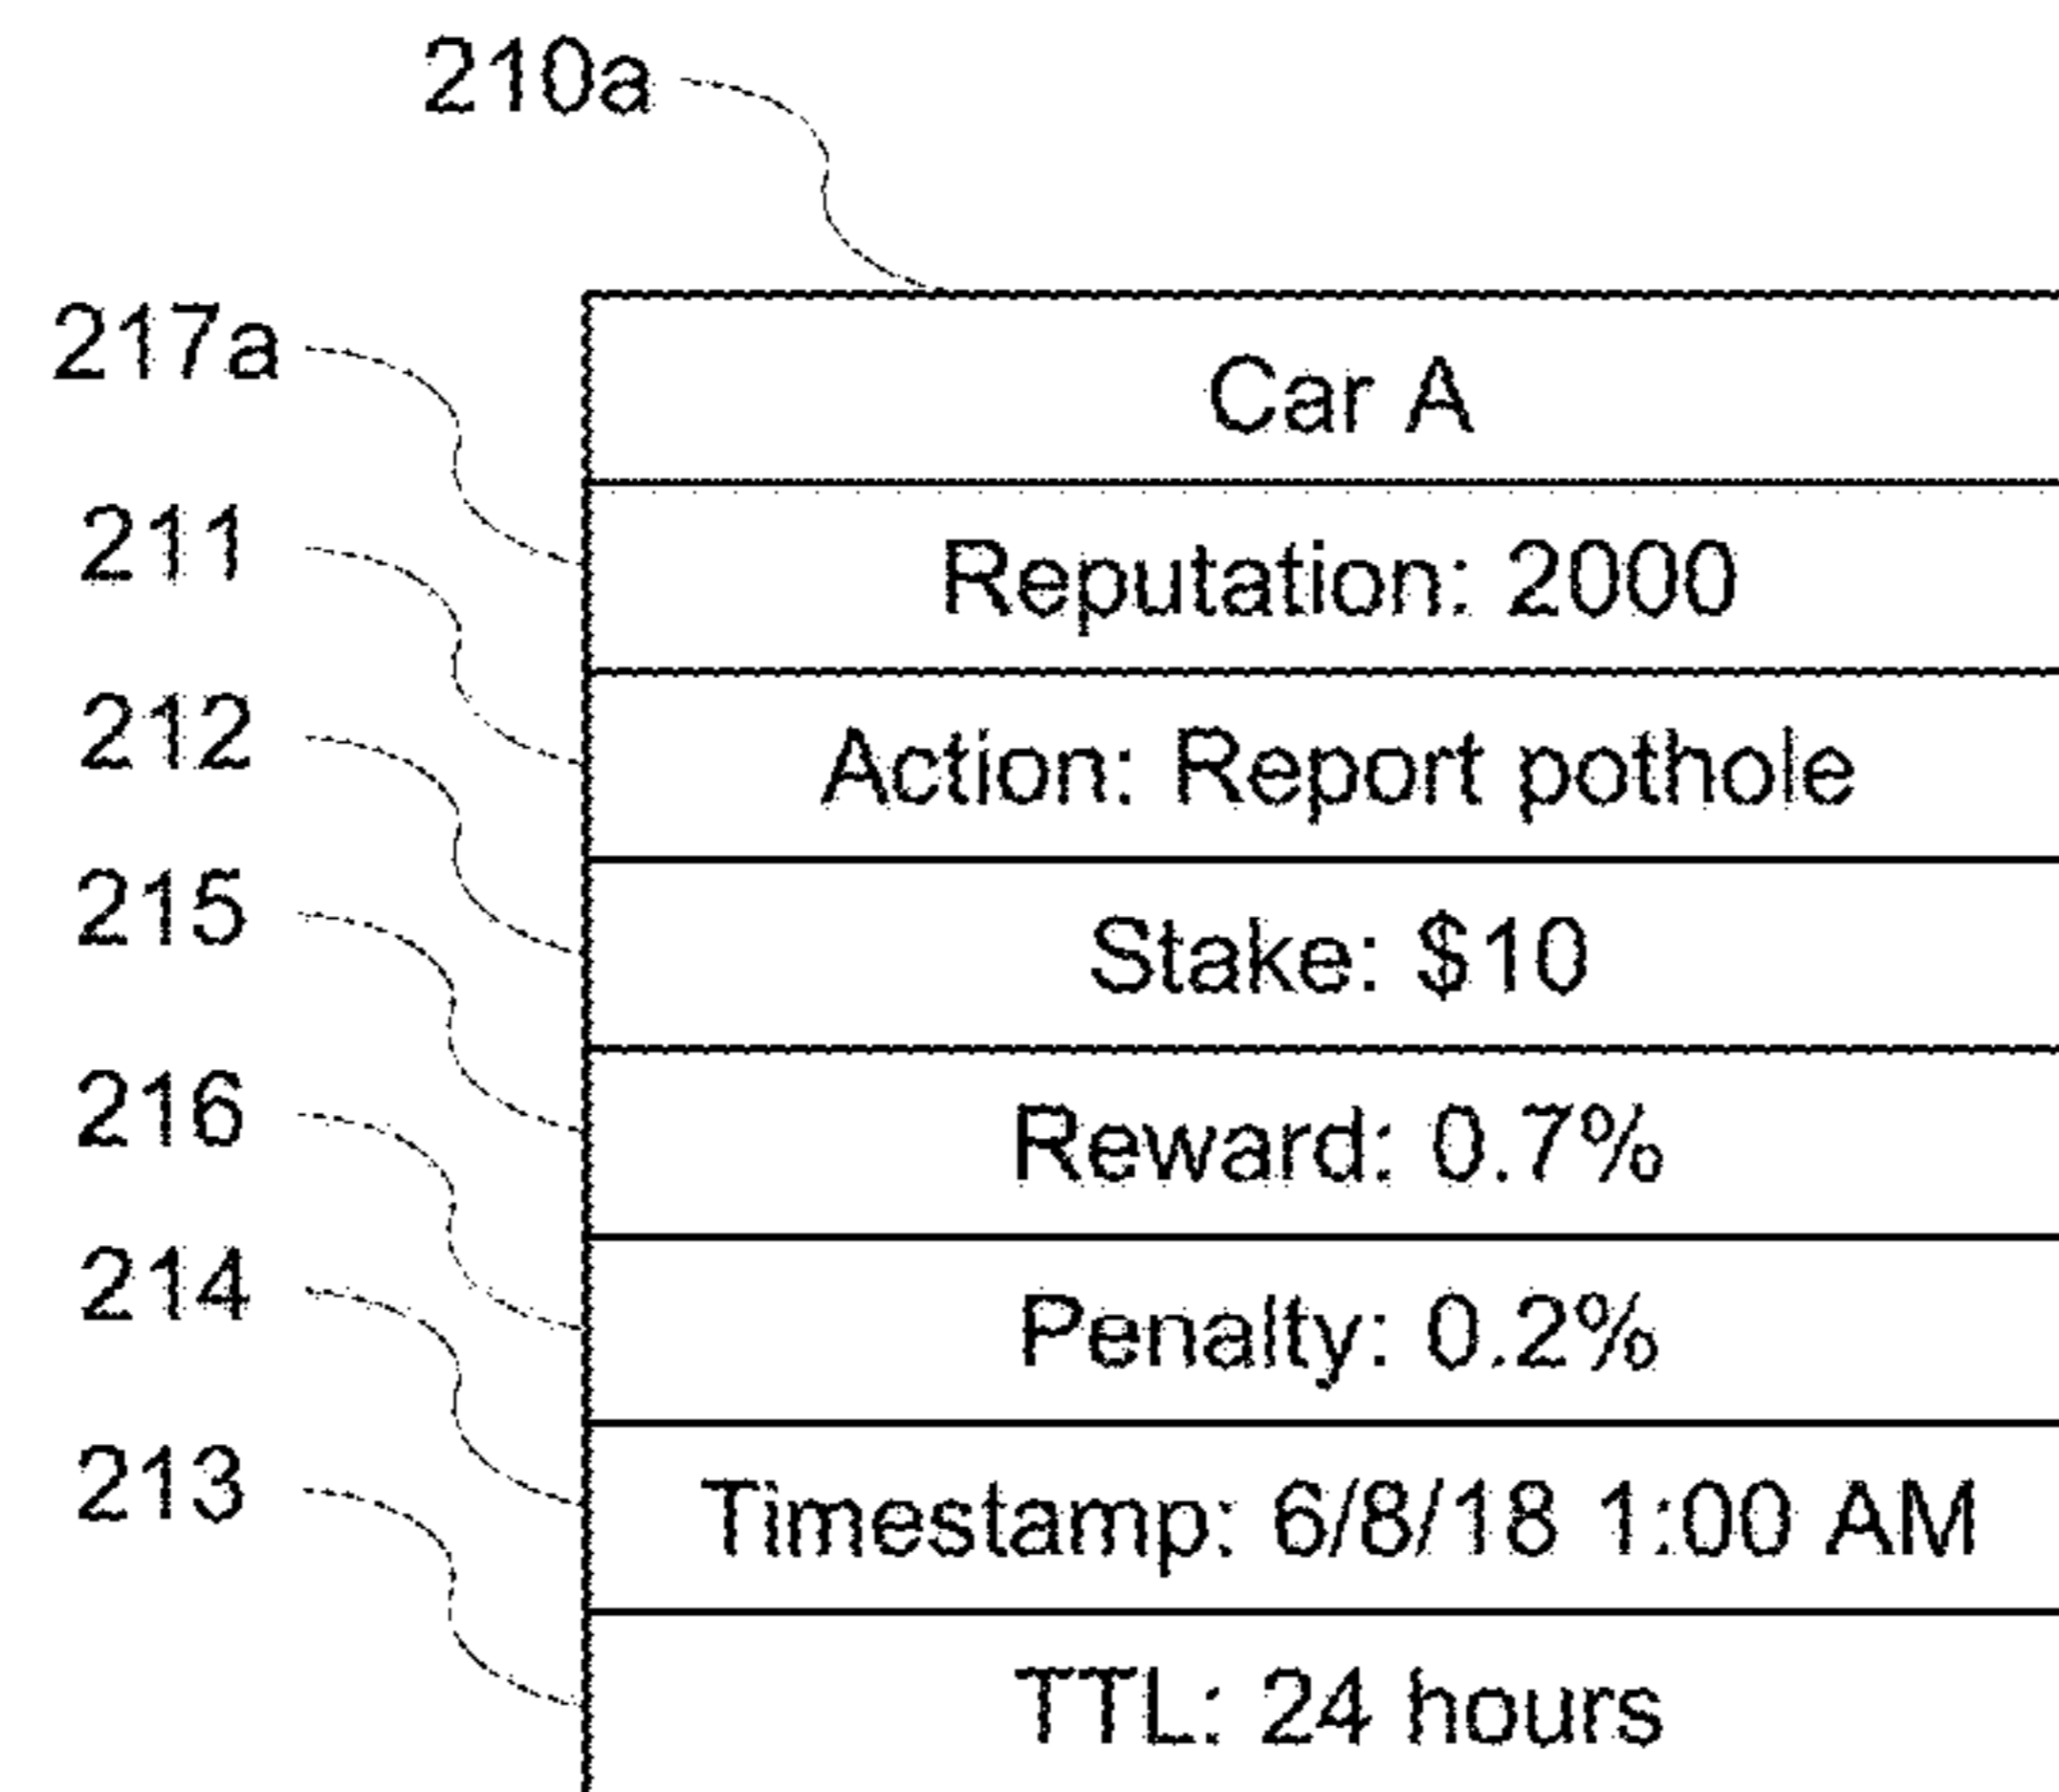 210a
217a
Car A
211
Reputation: 2000
212
Action: Report pothole
215
Stake: $10
216
Reward: 0.7%
214
Penalty: 0.2%
213
Timestamp: 6/8/18 1:00 AM
TTL: 24 hours